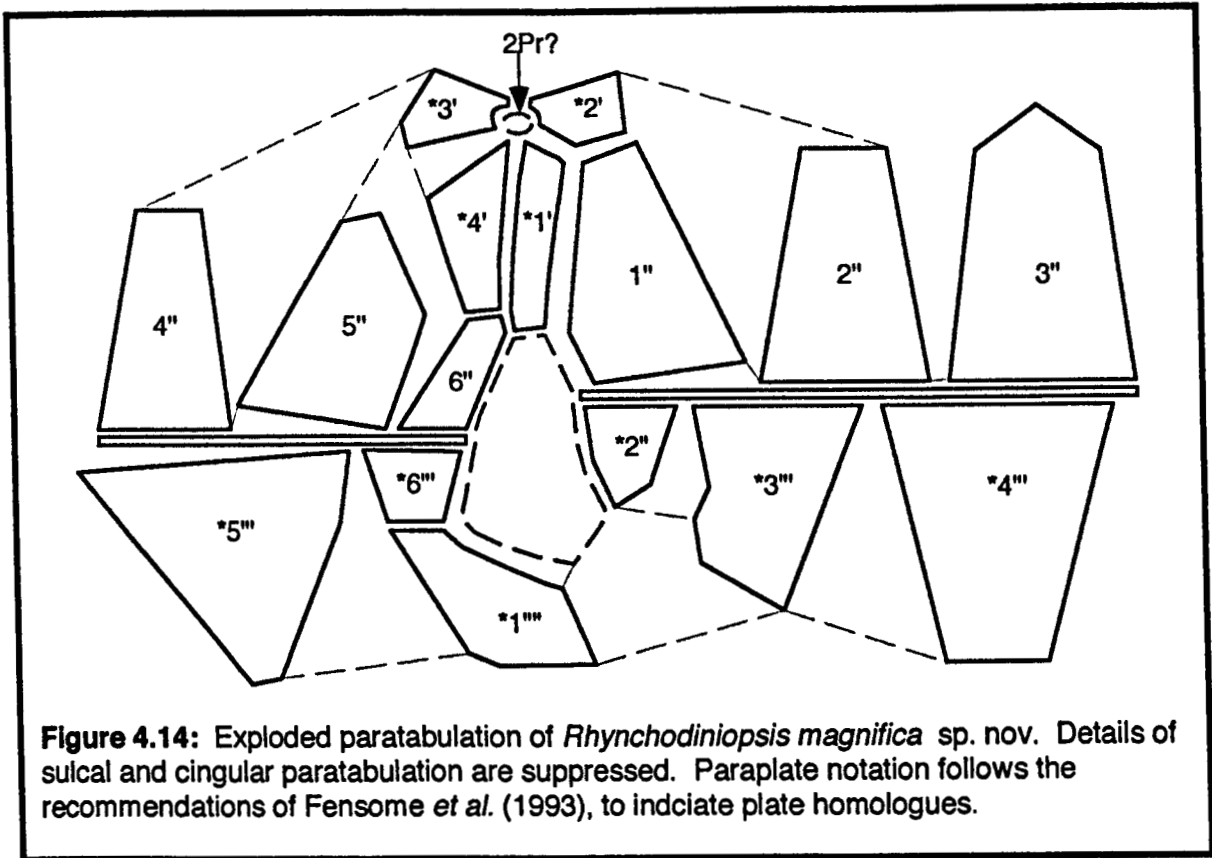 2Pr?
*3' *2'
*4' *1'
1" 2" 3"
4" 5"
6"
*2" *3''' *4'''
*6'''
*5'''
*1''''
Figure 4.14: Exploded paratabulation of Rhynchodiniopsis magnifica sp. nov. Details of
sulcal and cingular paratabulation are suppressed. Paraplate notation follows the
recommendations of Fensome et al. (1993), to indciate plate homologues.